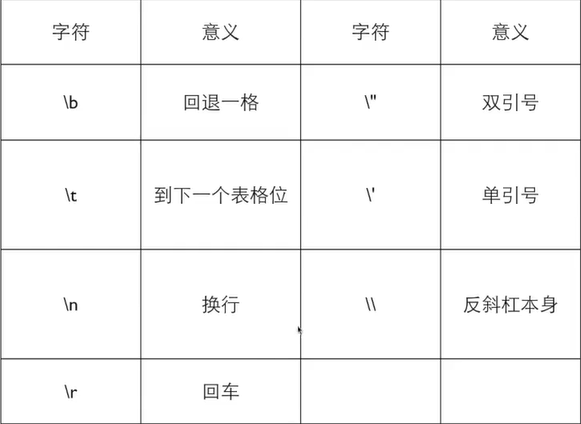 字符 意义 字符 意义
\b 回退一格 \" 双引号
\t 到下一个表格位 \' 单引号
\n 换行 \\ 反斜杠本身
\r 回车